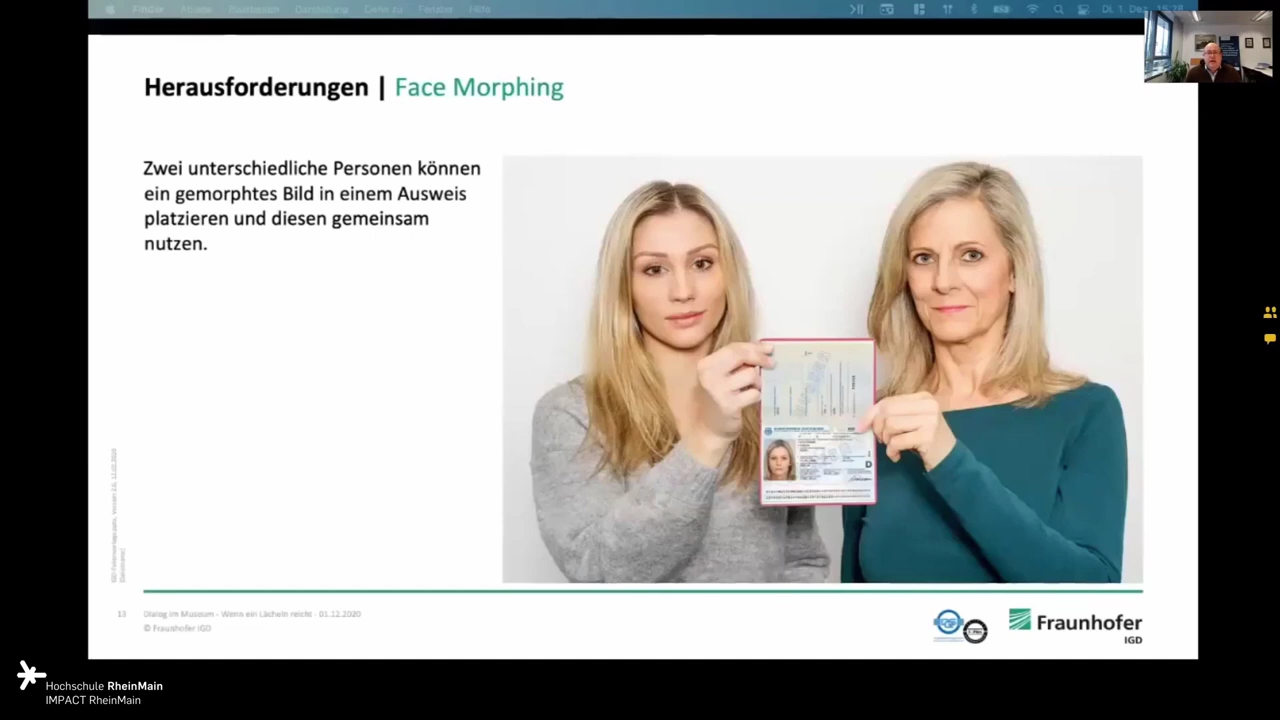 Herausforderungen | Face Morphing
Zwei unterschiedliche Personen können
ein gemorphtes Bild in einem Ausweis
platzieren und diesen gemeinsam
nutzen.
D
13 Dialog im Museum - Wenn ein Lächeln reicht - 01.12.2020
© Fraunhofer IGD
Fraunhofer
IGD
Hochschule RheinMain
IMPACT RheinMain